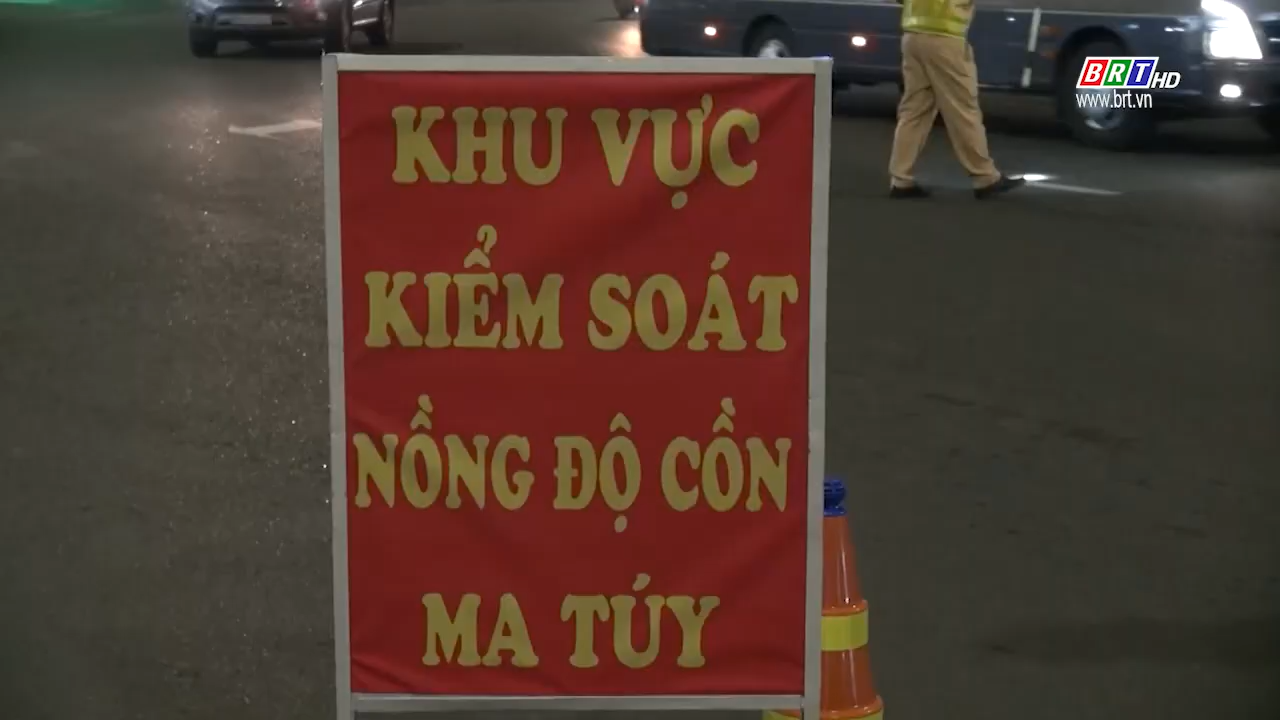 BRT HD
www.brt.vn
KHU VỰC
KIỂM SOÁT
NỒNG ĐỘ CỒN
MA TÚY